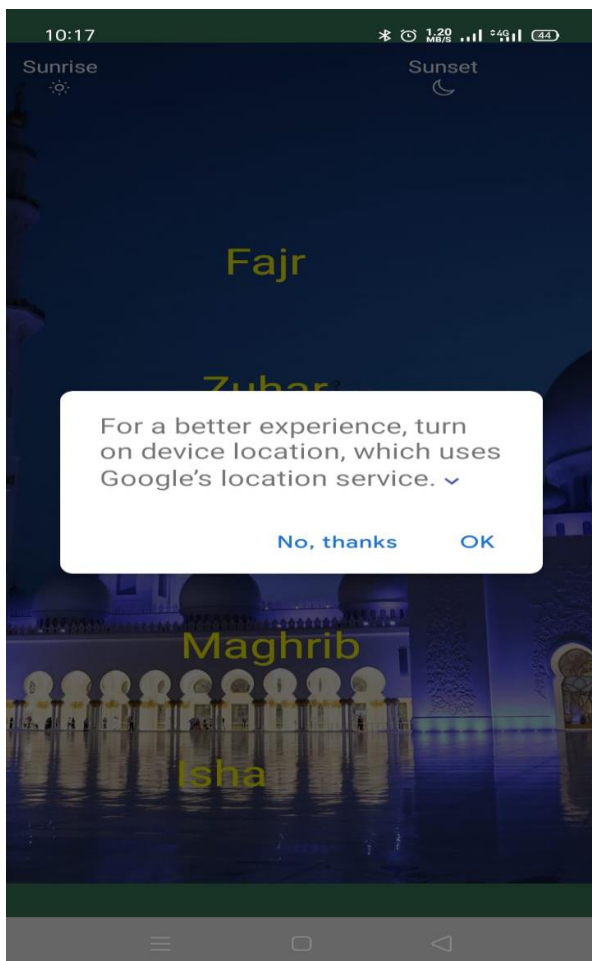 10:17
1.20 MB/S 4G 44
Sunrise
Sunset
Fajr
Zuhar
For a better experience, turn
on device location, which uses
Google's location service.
No, thanks
OK
Maghrib
Isha